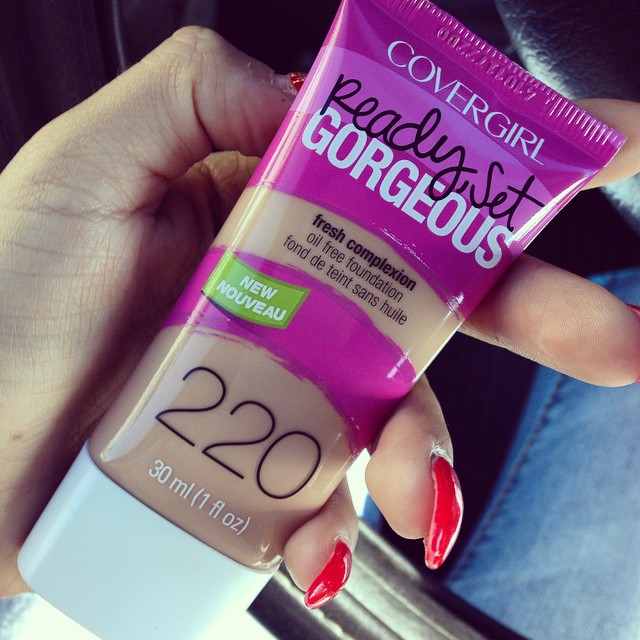 COVERGIRL
Ready, Set
GORGEOUS
fresh complexion
oil free foundation
fond de teint sans huile
NEW
NOUVEAU
220
30 ml (1 fl oz)